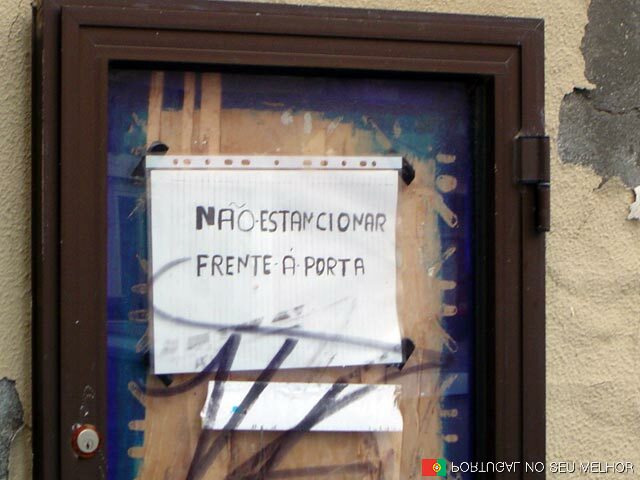 NÃO·ESTANCIONAR
FRENTE·Á·PORTA
PORTUGAL NO SEU MELHOR